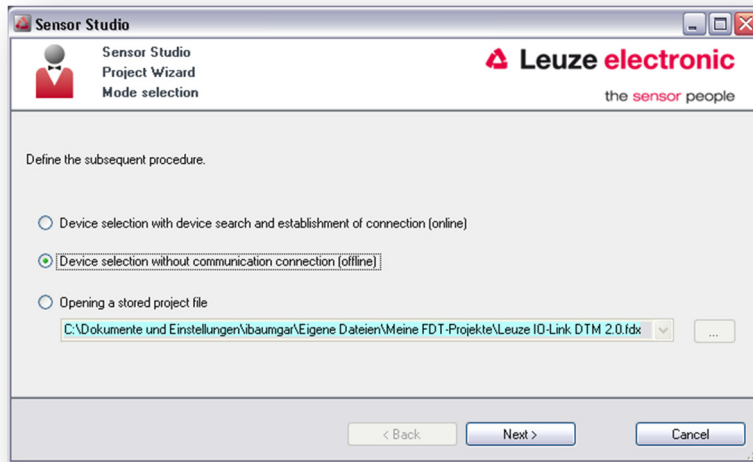 Sensor Studio
Sensor Studio
Project Wizard
Mode selection
Leuze electronic
the sensor people
Define the subsequent procedure.
Device selection with device search and establishment of connection (online)
Device selection without communication connection (offline)
Opening a stored project file
C:\Dokumente und Einstellungen\ibaumgar\Eigene Dateien\Meine FDT-Projekte\Leuze IO-Link DTM 2.0.fdx
...
< Back
Next >
Cancel